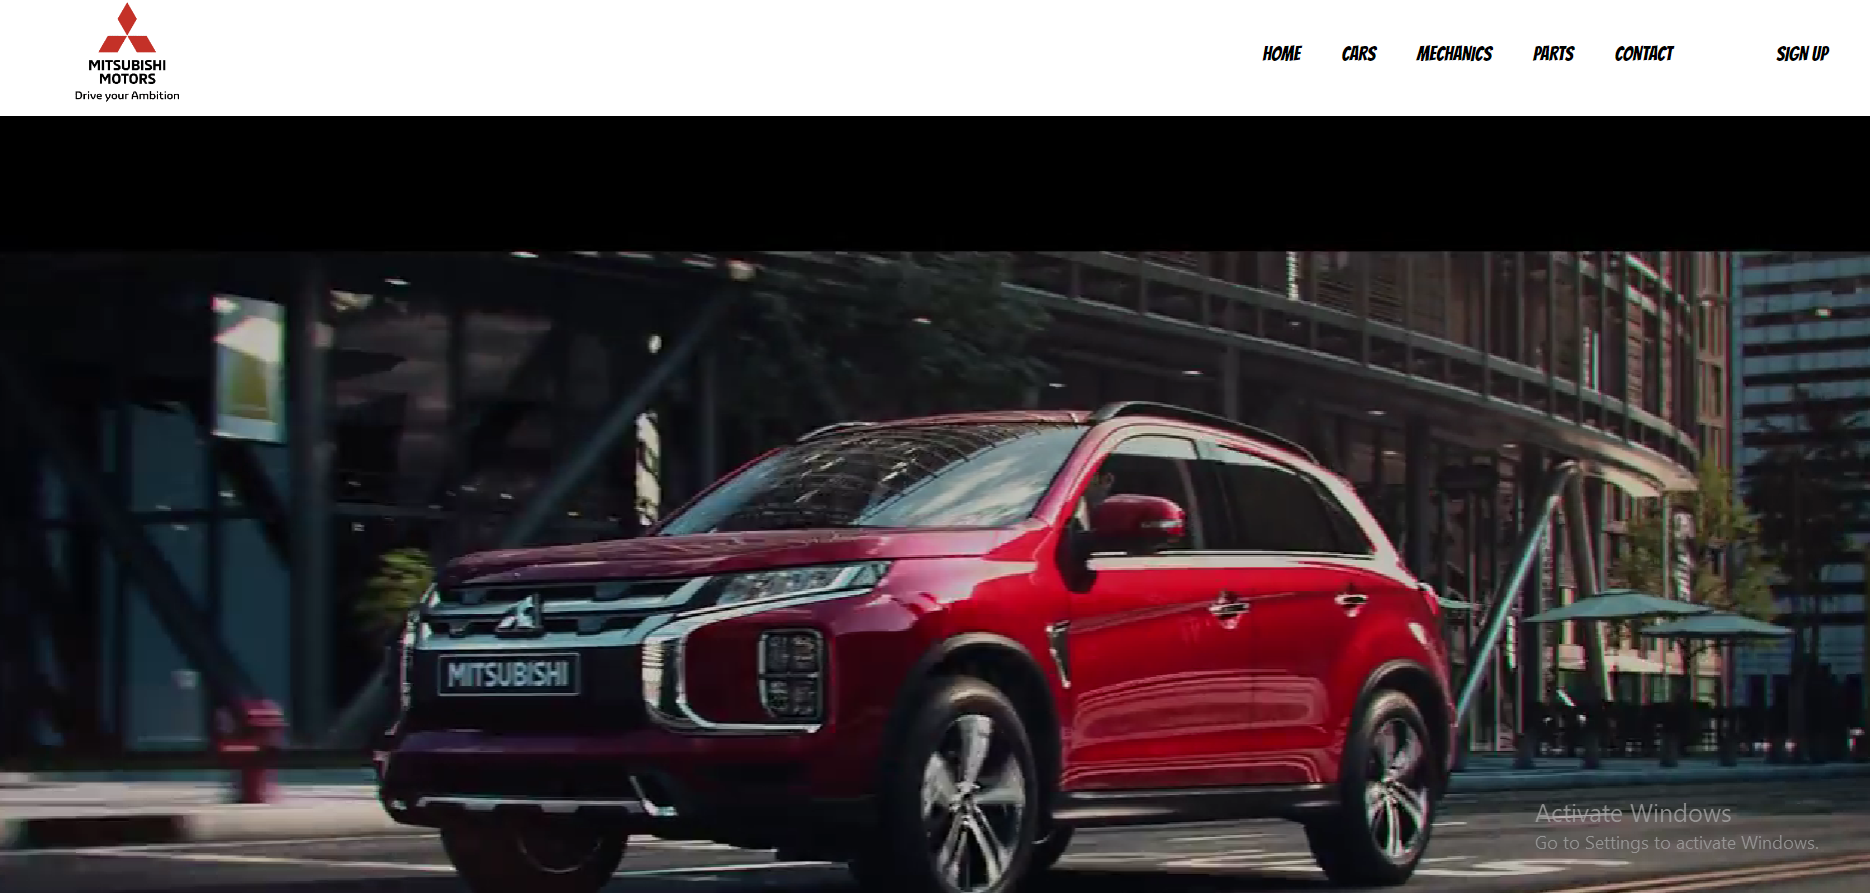 MITSUBISHI
MOTORS
Drive your Ambition
HOME
CARS
MECHANICS
PARTS
CONTACT
SIGN UP
MITSUBISHI
Activate Windows
Go to Settings to activate Windows.